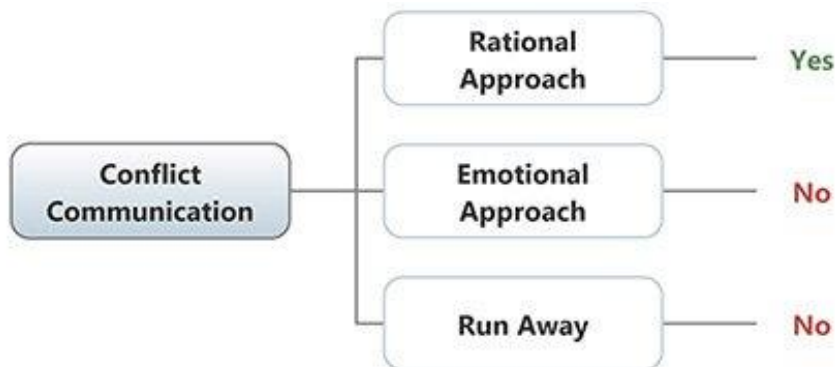 Rational
Approach
Yes
Conflict
Communication
Emotional
Approach
No
Run Away
No